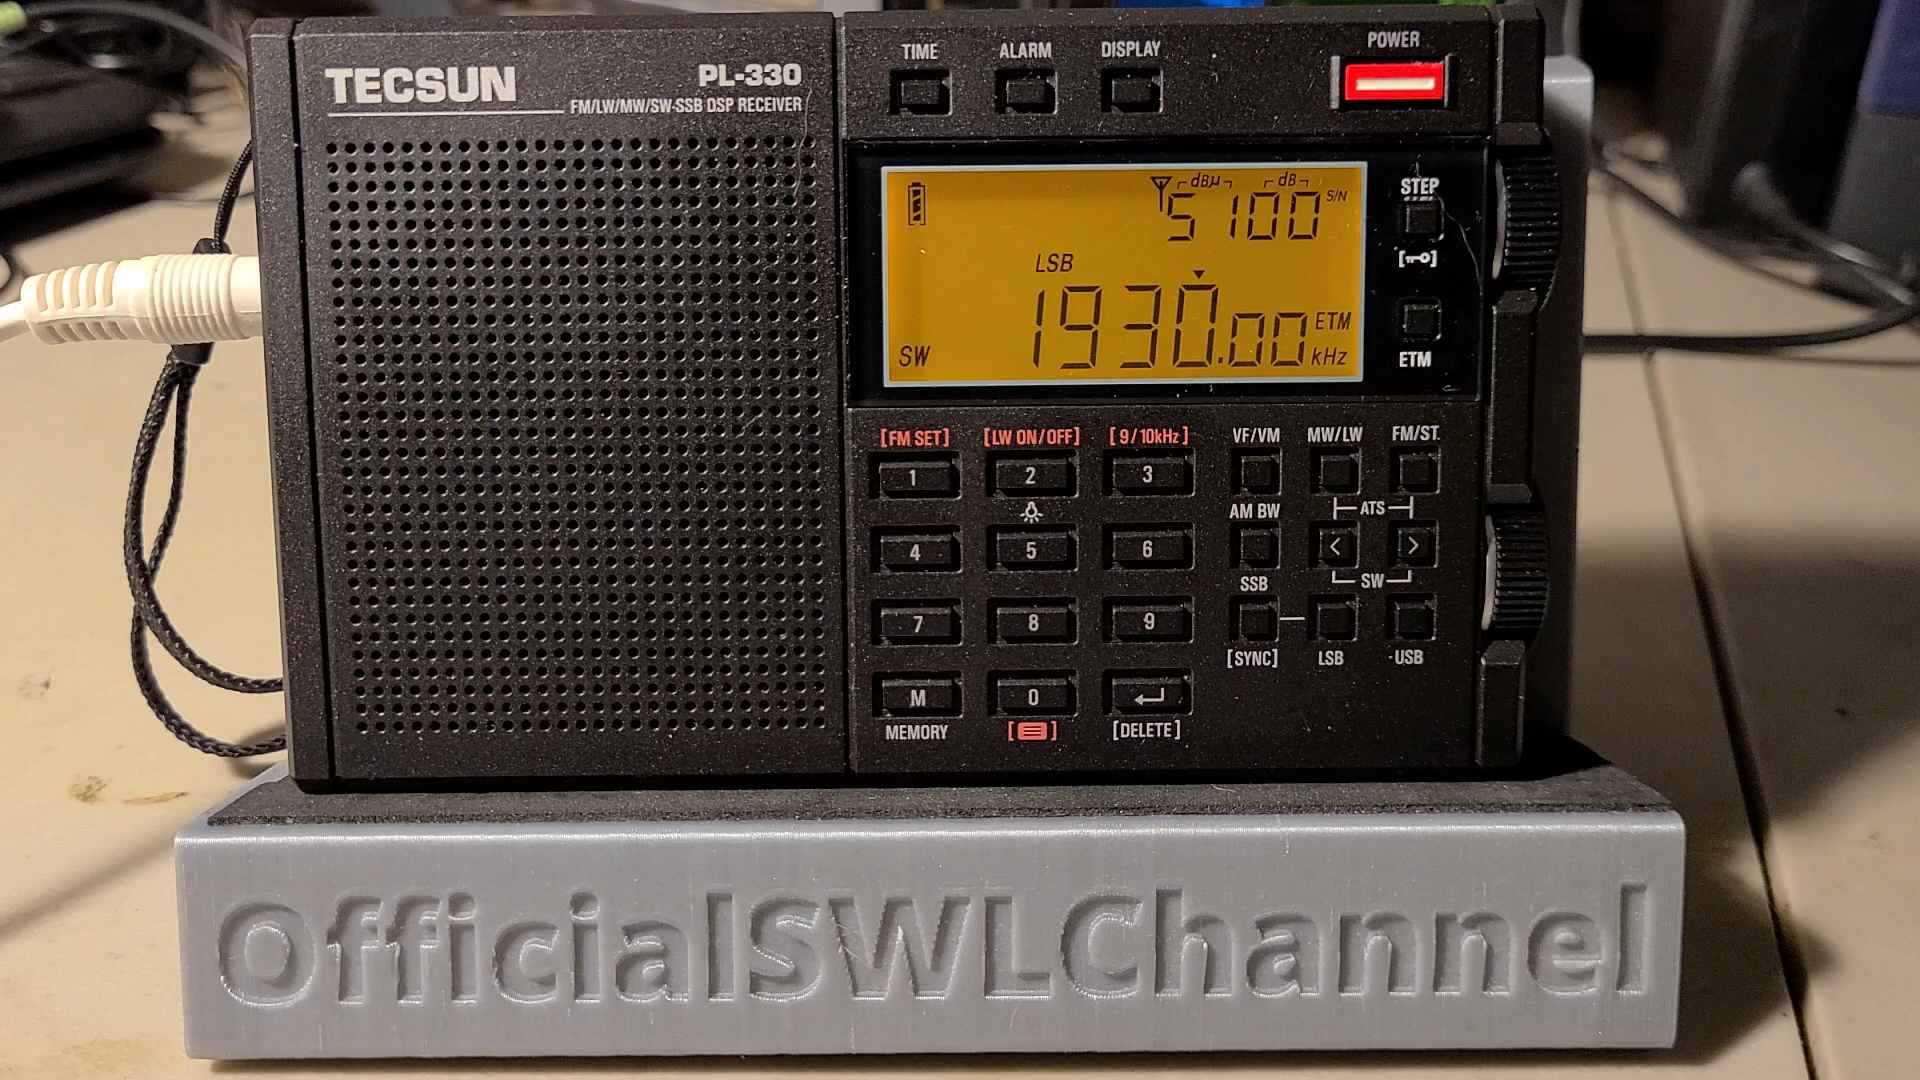 TECSUN
PL-330
FM/LW/MW/SW-SSB DSP RECEIVER
TIME ALARM DISPLAY POWER
dBµ dB S/N
5 100
LSB
1930.00 ETM
SW kHz
STEP
ETM
[FM SET] [LW ON/OFF] [9/10kHz] VF/VM MW/LW FM/ST.
1 2 3
AM BW ATS
4 5 6 < >
SSB SW
7 8 9
[SYNC] LSB USB
M 0
MEMORY [DELETE]
OfficialSWLChannel